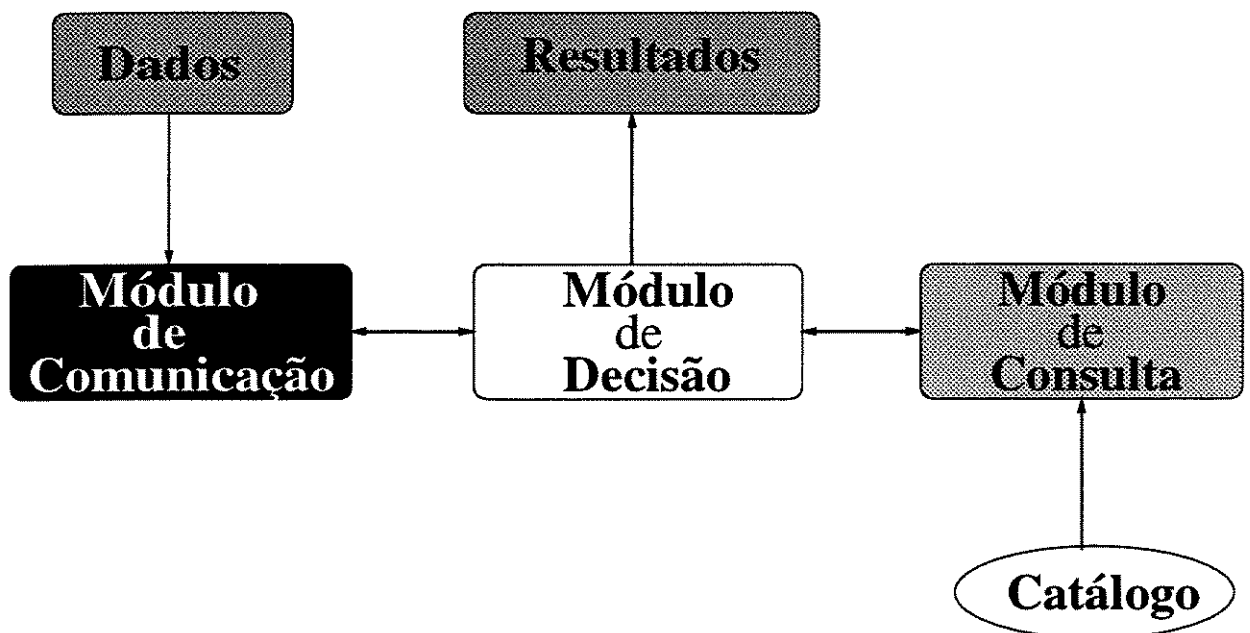 Dados
Resultados
Módulo
de
Comunicação
Módulo
de
Decisão
Módulo
de
Consulta
Catálogo